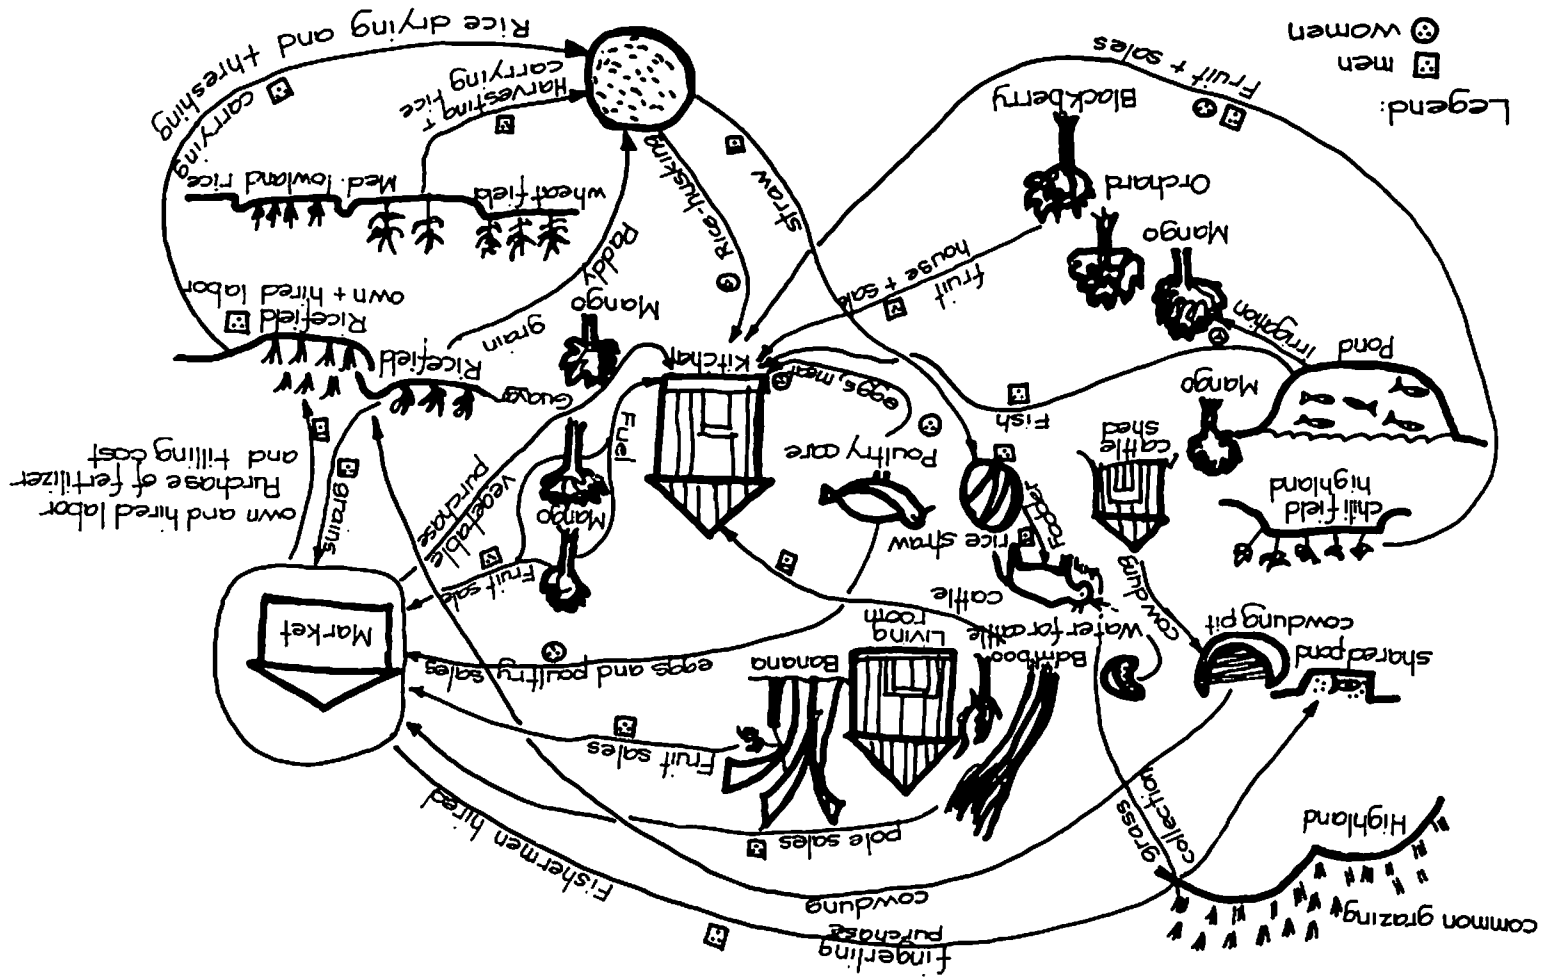 common grazing
Highland
grass
collection
fingerling
purchase
cowdung
Fishermen hired
pole sales
shared pond
cowdung pit
cowdung
Water for cattle
Bamboo
Living
room
Banana
Fruit sales
eggs and poultry sales
Market
cattle
Fodder
rice straw
chili field
highland
cattle
shed
Mango
Pond
irrigation
Mango
Fish
Poultry care
eggs, meat
Kitchen
Fuel
Mango
Fruit sale
vegetable
purchase
grains
own and hired labor
Purchase of fertilizer
and tilling cost
Guava
Ricefield
Ricefield
own + hired labor
Mango
Paddy
grain
fruit
house + sale
Orchard
Blackberry
straw
Rice-husking
wheatfield
Med. lowland rice
Harvesting +
carrying rice
Rice drying and threshing
carrying
Fruit + sales
Legend:
men
women